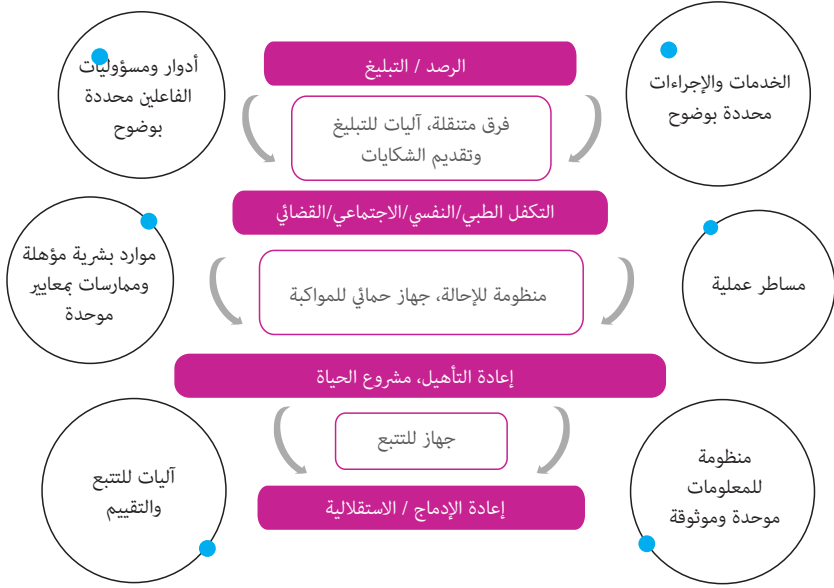 الرصد / التبليغ
فرق متنقلة، آليات للتبليغ
وتقديم الشكايات
التكفل الطبي/النفسي/الاجتماعي/القضائي
منظومة للإحالة، جهاز حمائي للمواكبة
إعادة التأهيل، مشروع الحياة
جهاز للتتبع
إعادة الإدماج / الاستقلالية
الخدمات والإجراءات
محددة بوضوح
مساطر عملية
منظومة
للمعلومات
موحدة وموثوقة
أدوار ومسؤوليات
الفاعلين محددة
بوضوح
موارد بشرية مؤهلة
وممارسات بمعايير
موحدة
آليات للتتبع
والتقييم